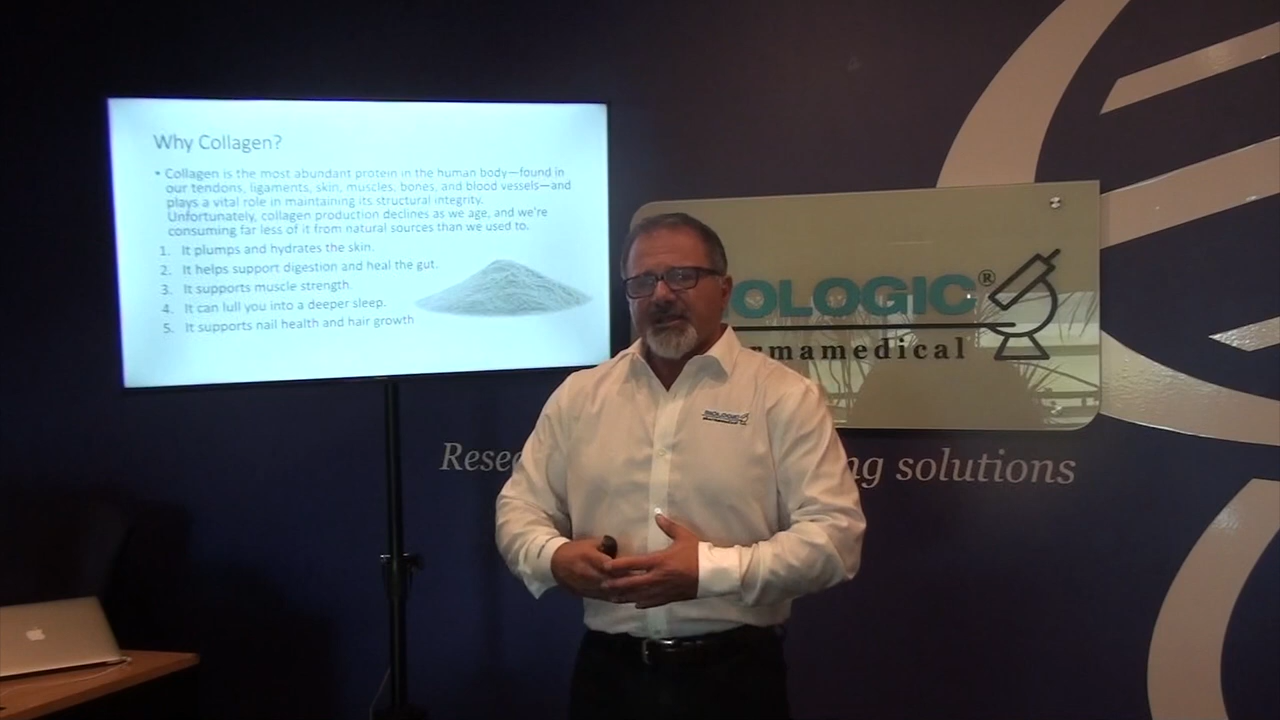 Why Collagen?
• Collagen is the most abundant protein in the human body—found in
our tendons, ligaments, skin, muscles, bones, and blood vessels—and
plays a vital role in maintaining its structural integrity.
Unfortunately, collagen production declines as we age, and we're
consuming far less of it from natural sources than we used to.
1. It plumps and hydrates the skin.
2. It helps support digestion and heal the gut.
3. It supports muscle strength.
4. It can lull you into a deeper sleep.
5. It supports nail health and hair growth
OLOGIC®
rmamedical
Rese
ng solutions
BIOLOGIC